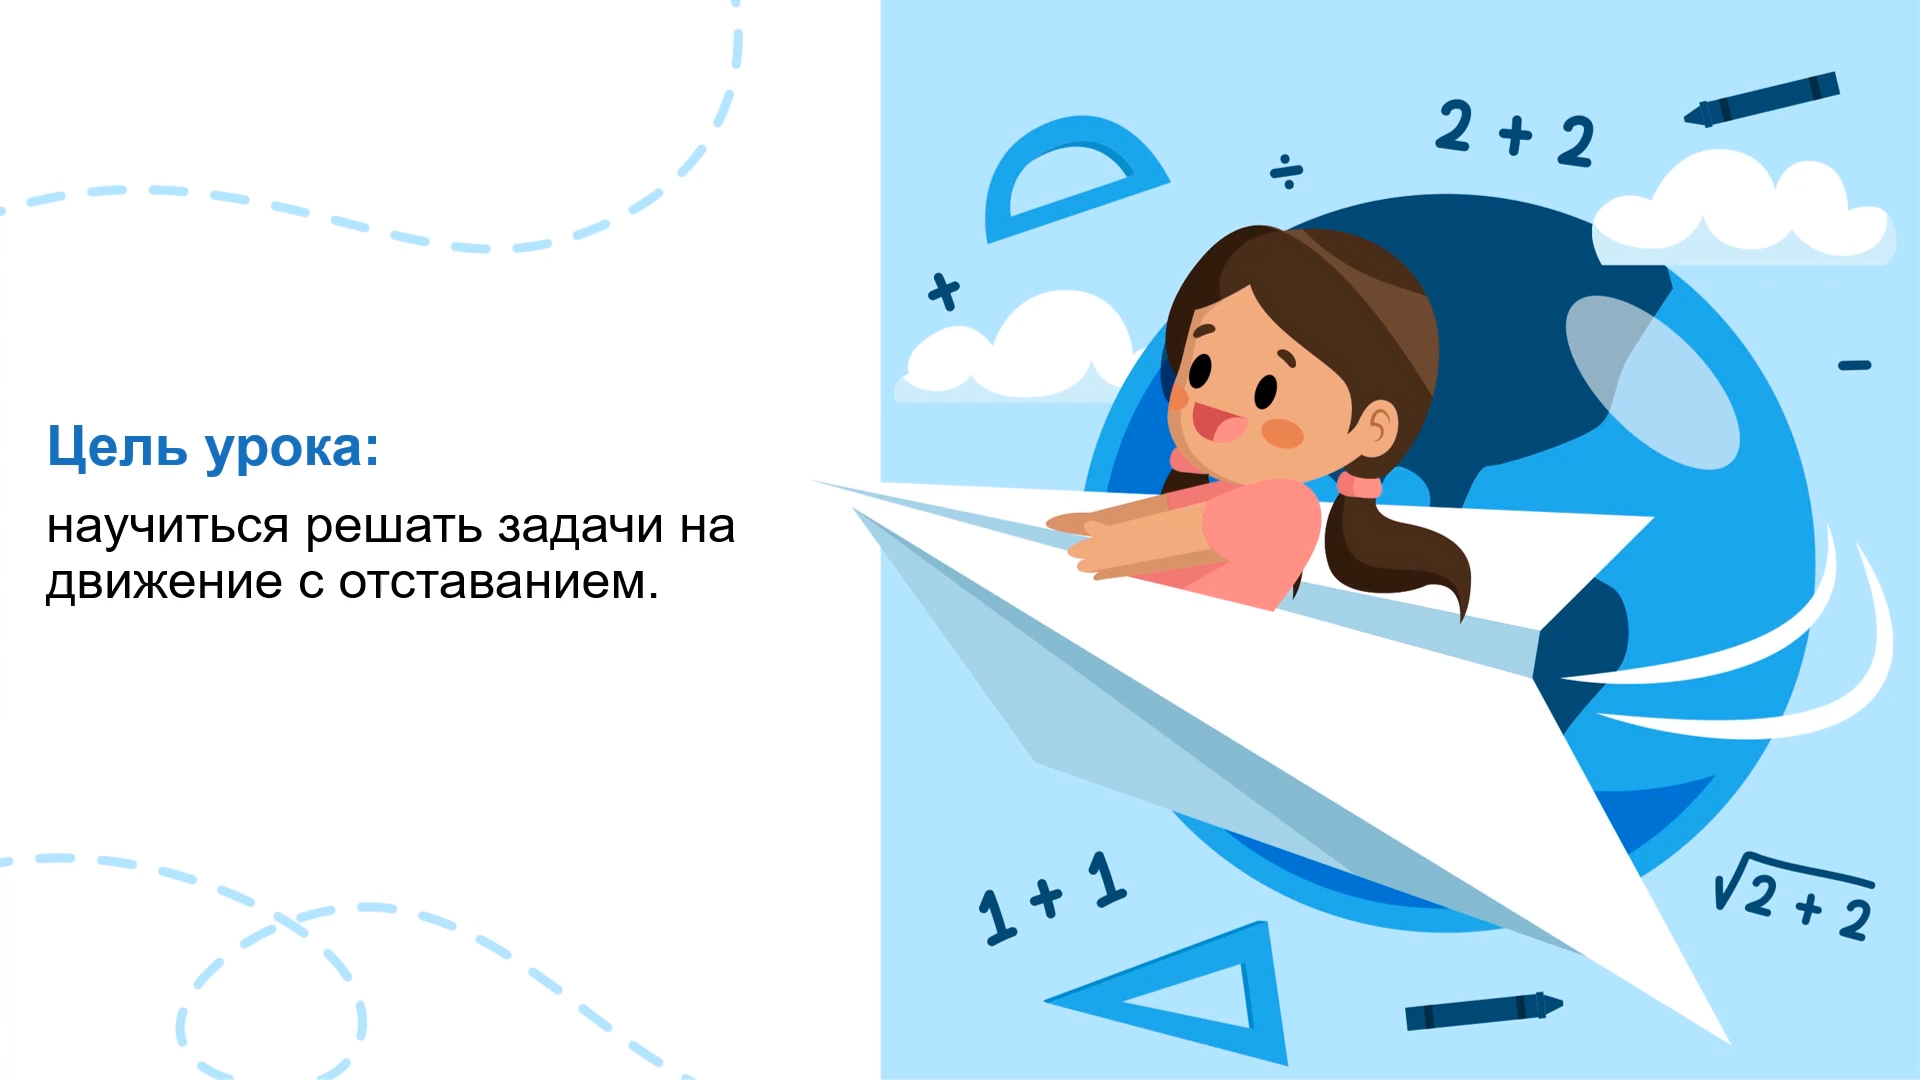 Цель урока:
научиться решать задачи на
движение с отставанием.
2 + 2
÷
+
−
1 + 1
√2 + 2